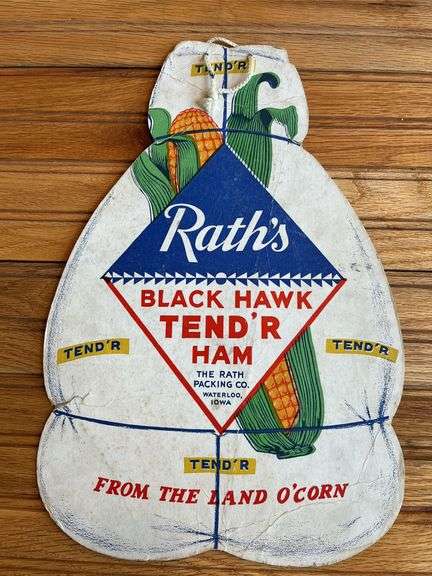 TEND'R
Rath's
BLACK HAWK
TEND'R
HAM
THE RATH
PACKING CO.
WATERLOO,
IOWA
TEND'R
TEND'R
TEND'R
FROM THE LAND O'CORN